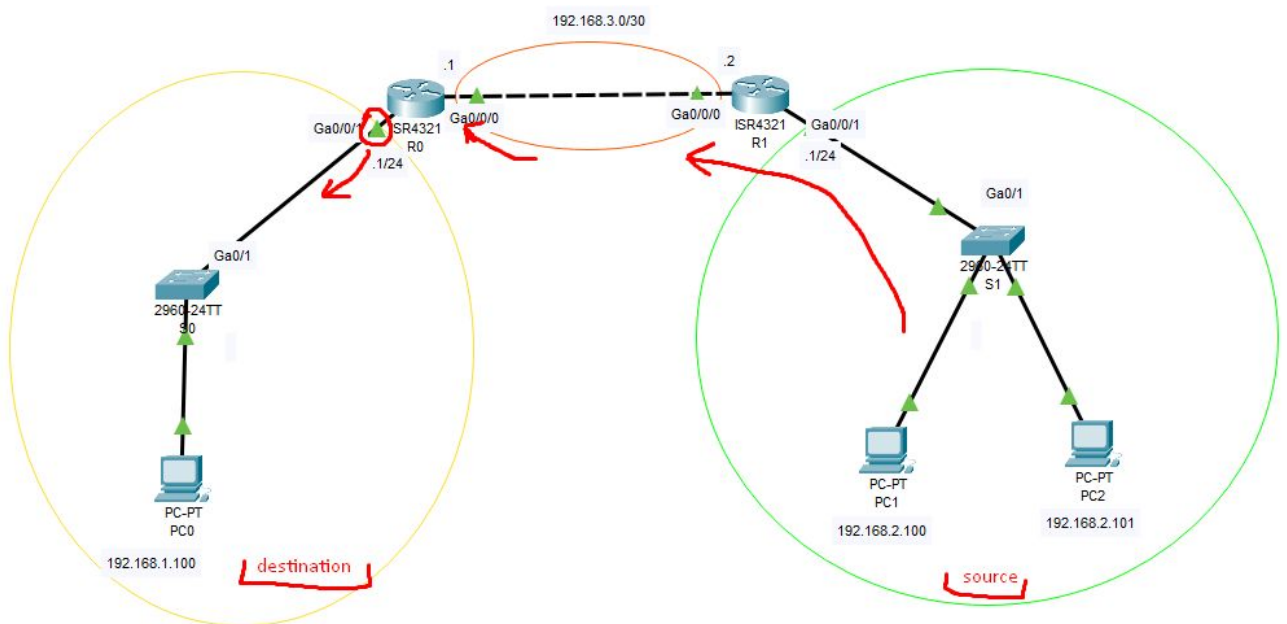 192.168.3.0/30
.1
.2
Ga0/0/1
ISR4321
R0
Ga0/0/0
.1/24
Ga0/0/0
ISR4321
R1
Ga0/0/1
.1/24
Ga0/1
2960-24TT
S0
Ga0/1
2960-24TT
S1
PC-PT
PC0
192.168.1.100
PC-PT
PC1
192.168.2.100
PC-PT
PC2
192.168.2.101
destination
source